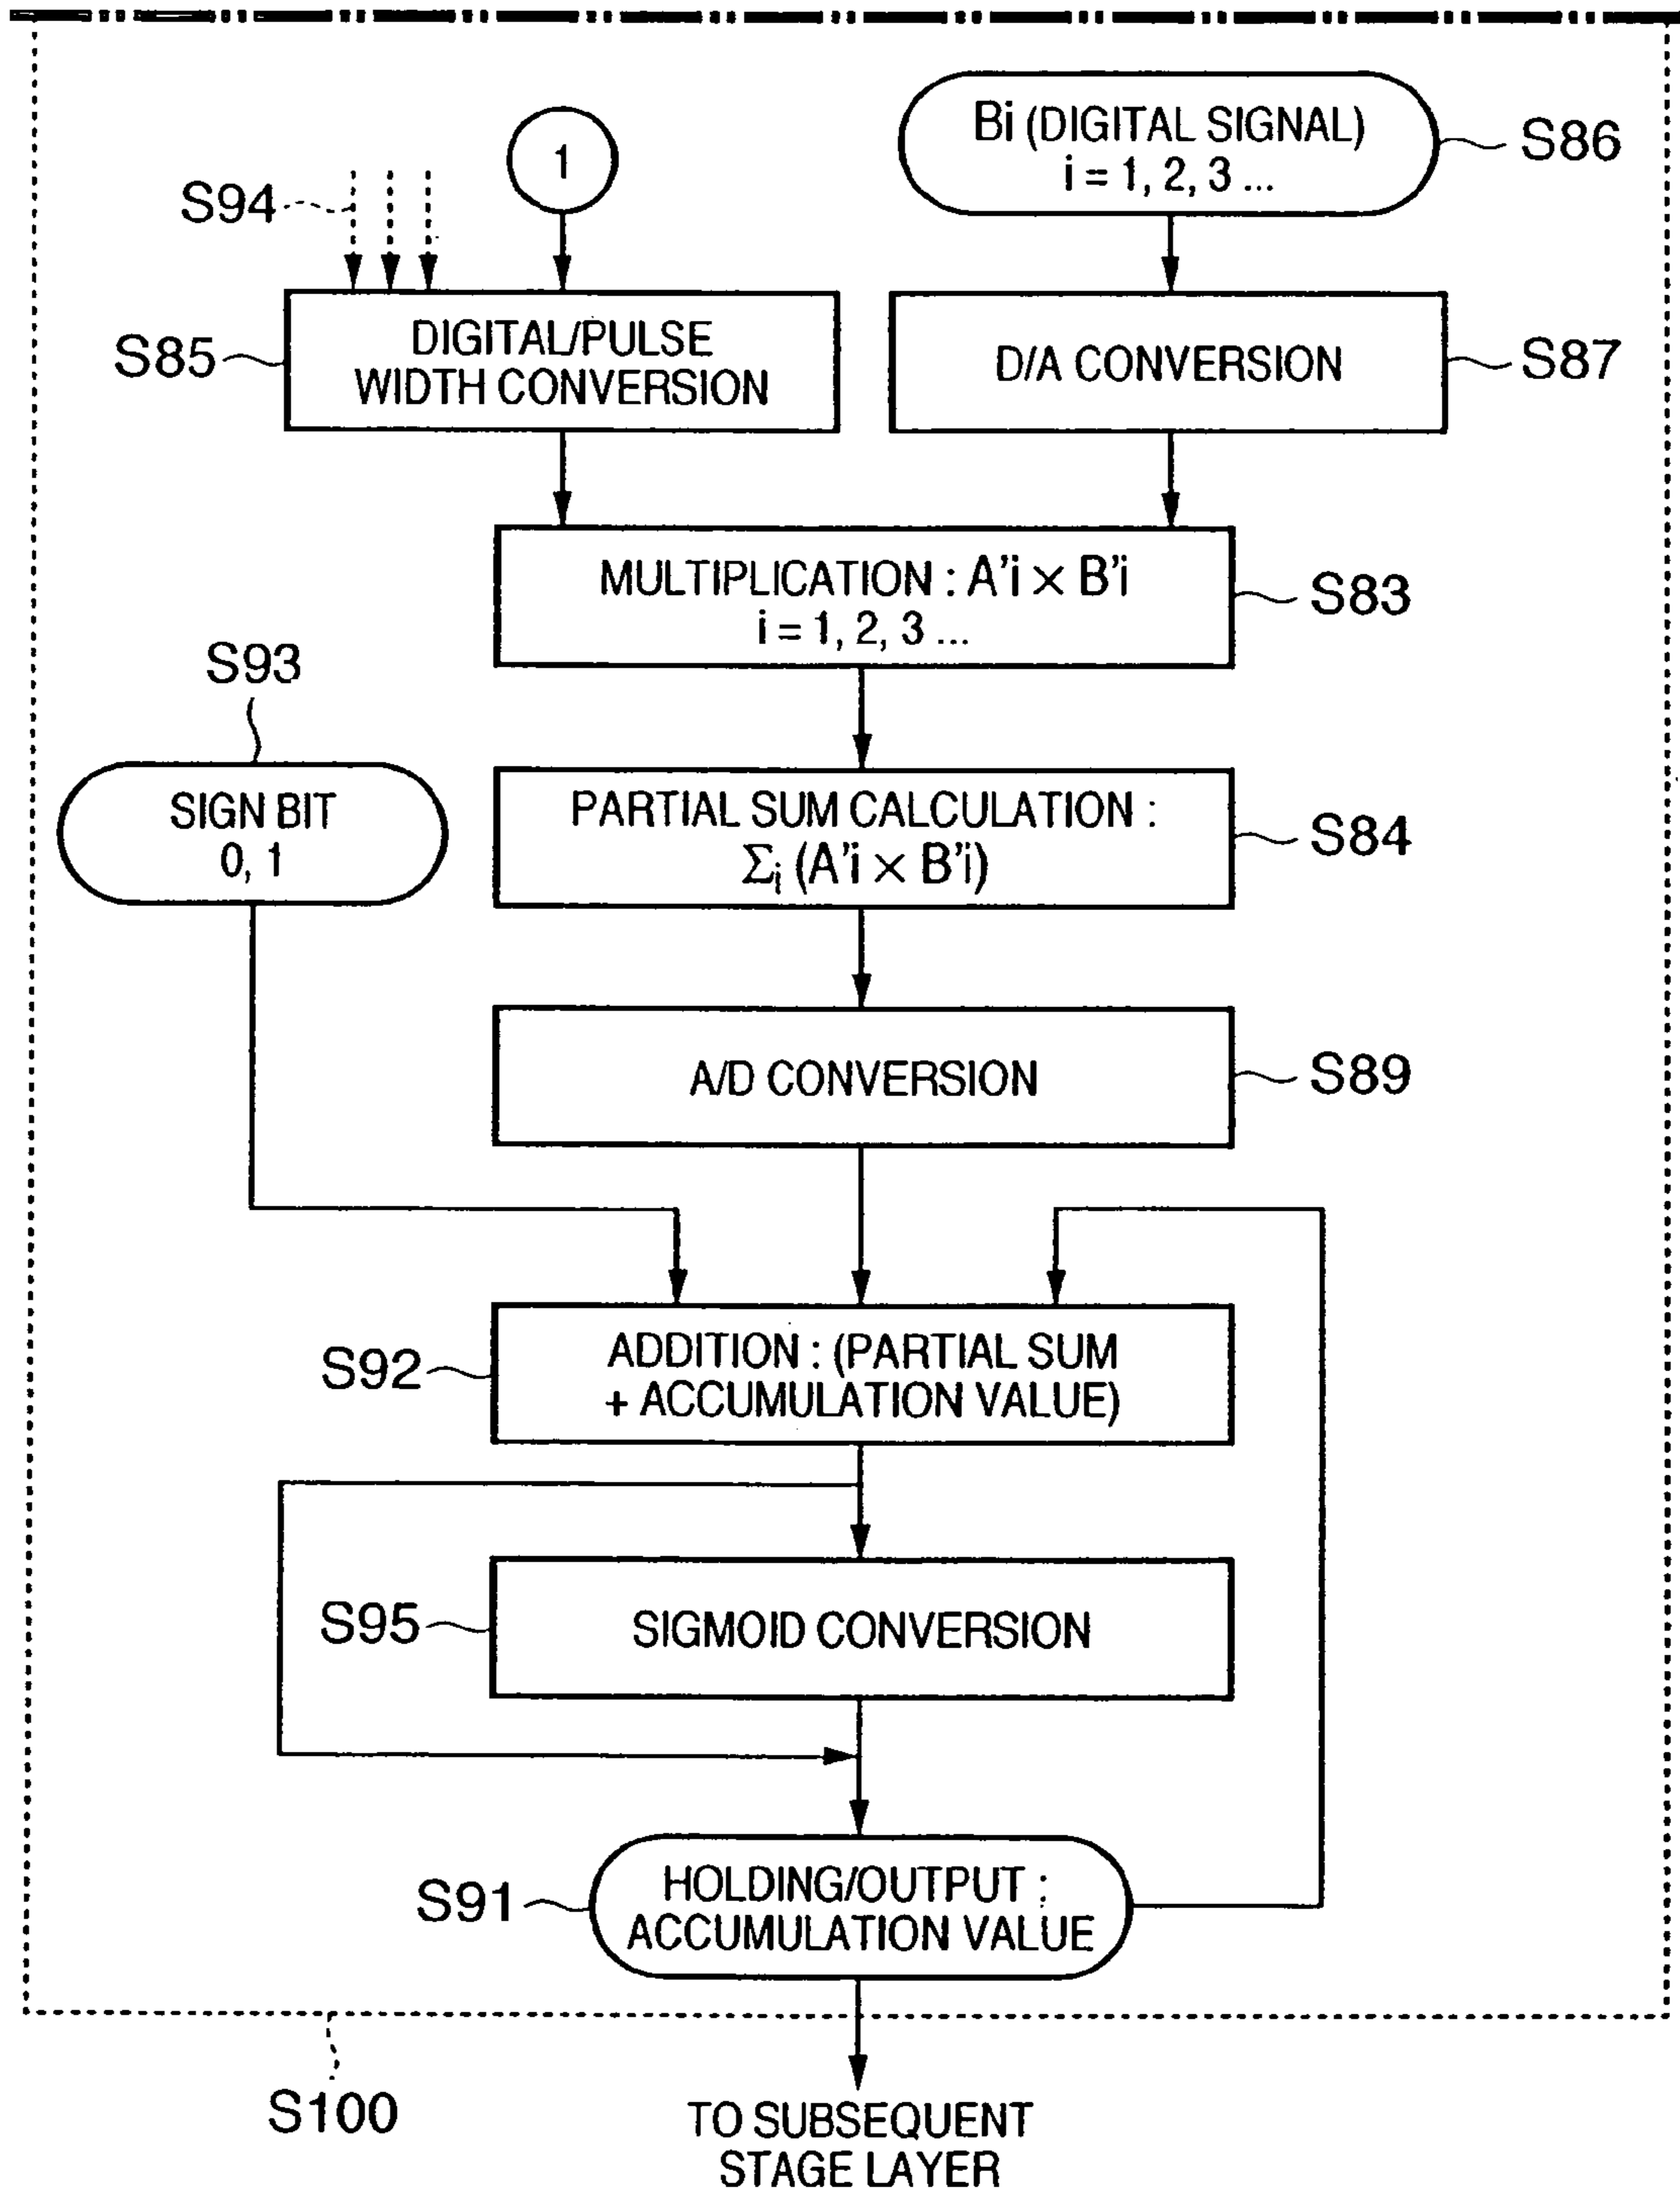 Bi (DIGITAL SIGNAL)
i = 1, 2, 3 ...
S86
1
S94
DIGITAL/PULSE
WIDTH CONVERSION
S85
D/A CONVERSION
S87
MULTIPLICATION : A'i × B'i
i = 1, 2, 3 ...
S83
S93
SIGN BIT
0, 1
PARTIAL SUM CALCULATION :
Σi (A'i × B'i)
S84
A/D CONVERSION
S89
S92
ADDITION : (PARTIAL SUM
+ ACCUMULATION VALUE)
S95
SIGMOID CONVERSION
S91
HOLDING/OUTPUT :
ACCUMULATION VALUE
S100
TO SUBSEQUENT
STAGE LAYER